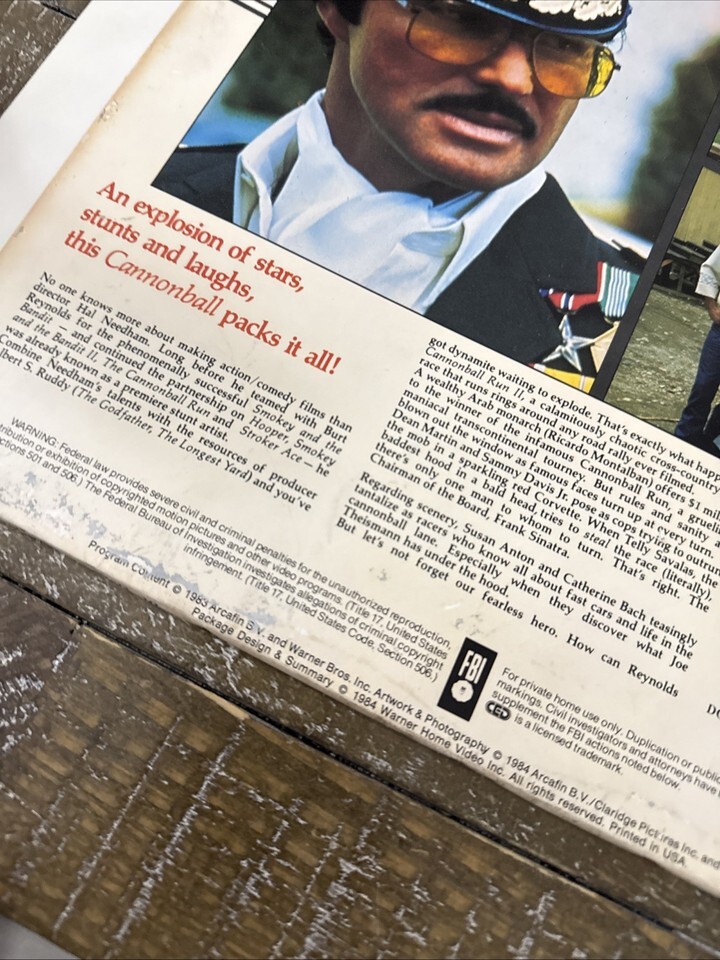 An explosion of stars,
stunts and laughs,
this Cannonball packs it all!
No one knows more about making action/comedy films than
director Hal Needham. Long before he teamed with Burt
Reynolds for the phenomenally successful Smokey and the
Bandit — and continued the partnership on Hooper, Smokey
and the Bandit II, The Cannonball Run and Stroker Ace — he
was already known as a premiere stunt artist.
Combine Needham's talents with the resources of producer
lbert S. Ruddy (The Godfather, The Longest Yard) and you've
got dynamite waiting to explode. That's exactly what happ
Cannonball Run II, a calamitously chaotic cross-country
race that runs rings around any road rally ever filmed.
A wealthy Arab monarch (Ricardo Montalban) offers $1 mi
to the winner of the infamous Cannonball Run, a gruelin
maniacal transcontinental journey. But rules and sanity a
blown out the window as famous faces turn up at every turn.
Dean Martin and Sammy Davis Jr. pose as cops trying to outrun
the mob in a sparkling red Corvette. When Telly Savalas, the
baddest hood in a bald head, tries to steal the race (literally),
there's only one man to whom to turn. That's right. The
Chairman of the Board, Frank Sinatra.
Regarding scenery, Susan Anton and Catherine Bach teasingly
tantalize as racers who know all about fast cars and life in the
cannonball lane. Especially when they discover what Joe
Theismann has under the hood.
But let's not forget our fearless hero. How can Reynolds
WARNING: Federal law provides severe civil and criminal penalties for the unauthorized reproduction,
tribution or exhibition of copyrighted motion pictures and other video programs. (Title 17, United States
ections 501 and 506.) The Federal Bureau of Investigation investigates allegations of criminal copyright
infringement. (Title 17, United States Code, Section 506.)
FBI
For private home use only. Duplication or publi
markings. Civil investigators and attorneys have
supplement the FBI actions noted below.
CED is a licensed trademark.
Program Content © 1983 Arcafin B.V. and Warner Bros. Inc. Artwork & Photography © 1984 Arcafin B.V./Claridge Pictures Inc. and
Package Design & Summary © 1984 Warner Home Video Inc. All rights reserved. Printed in USA.